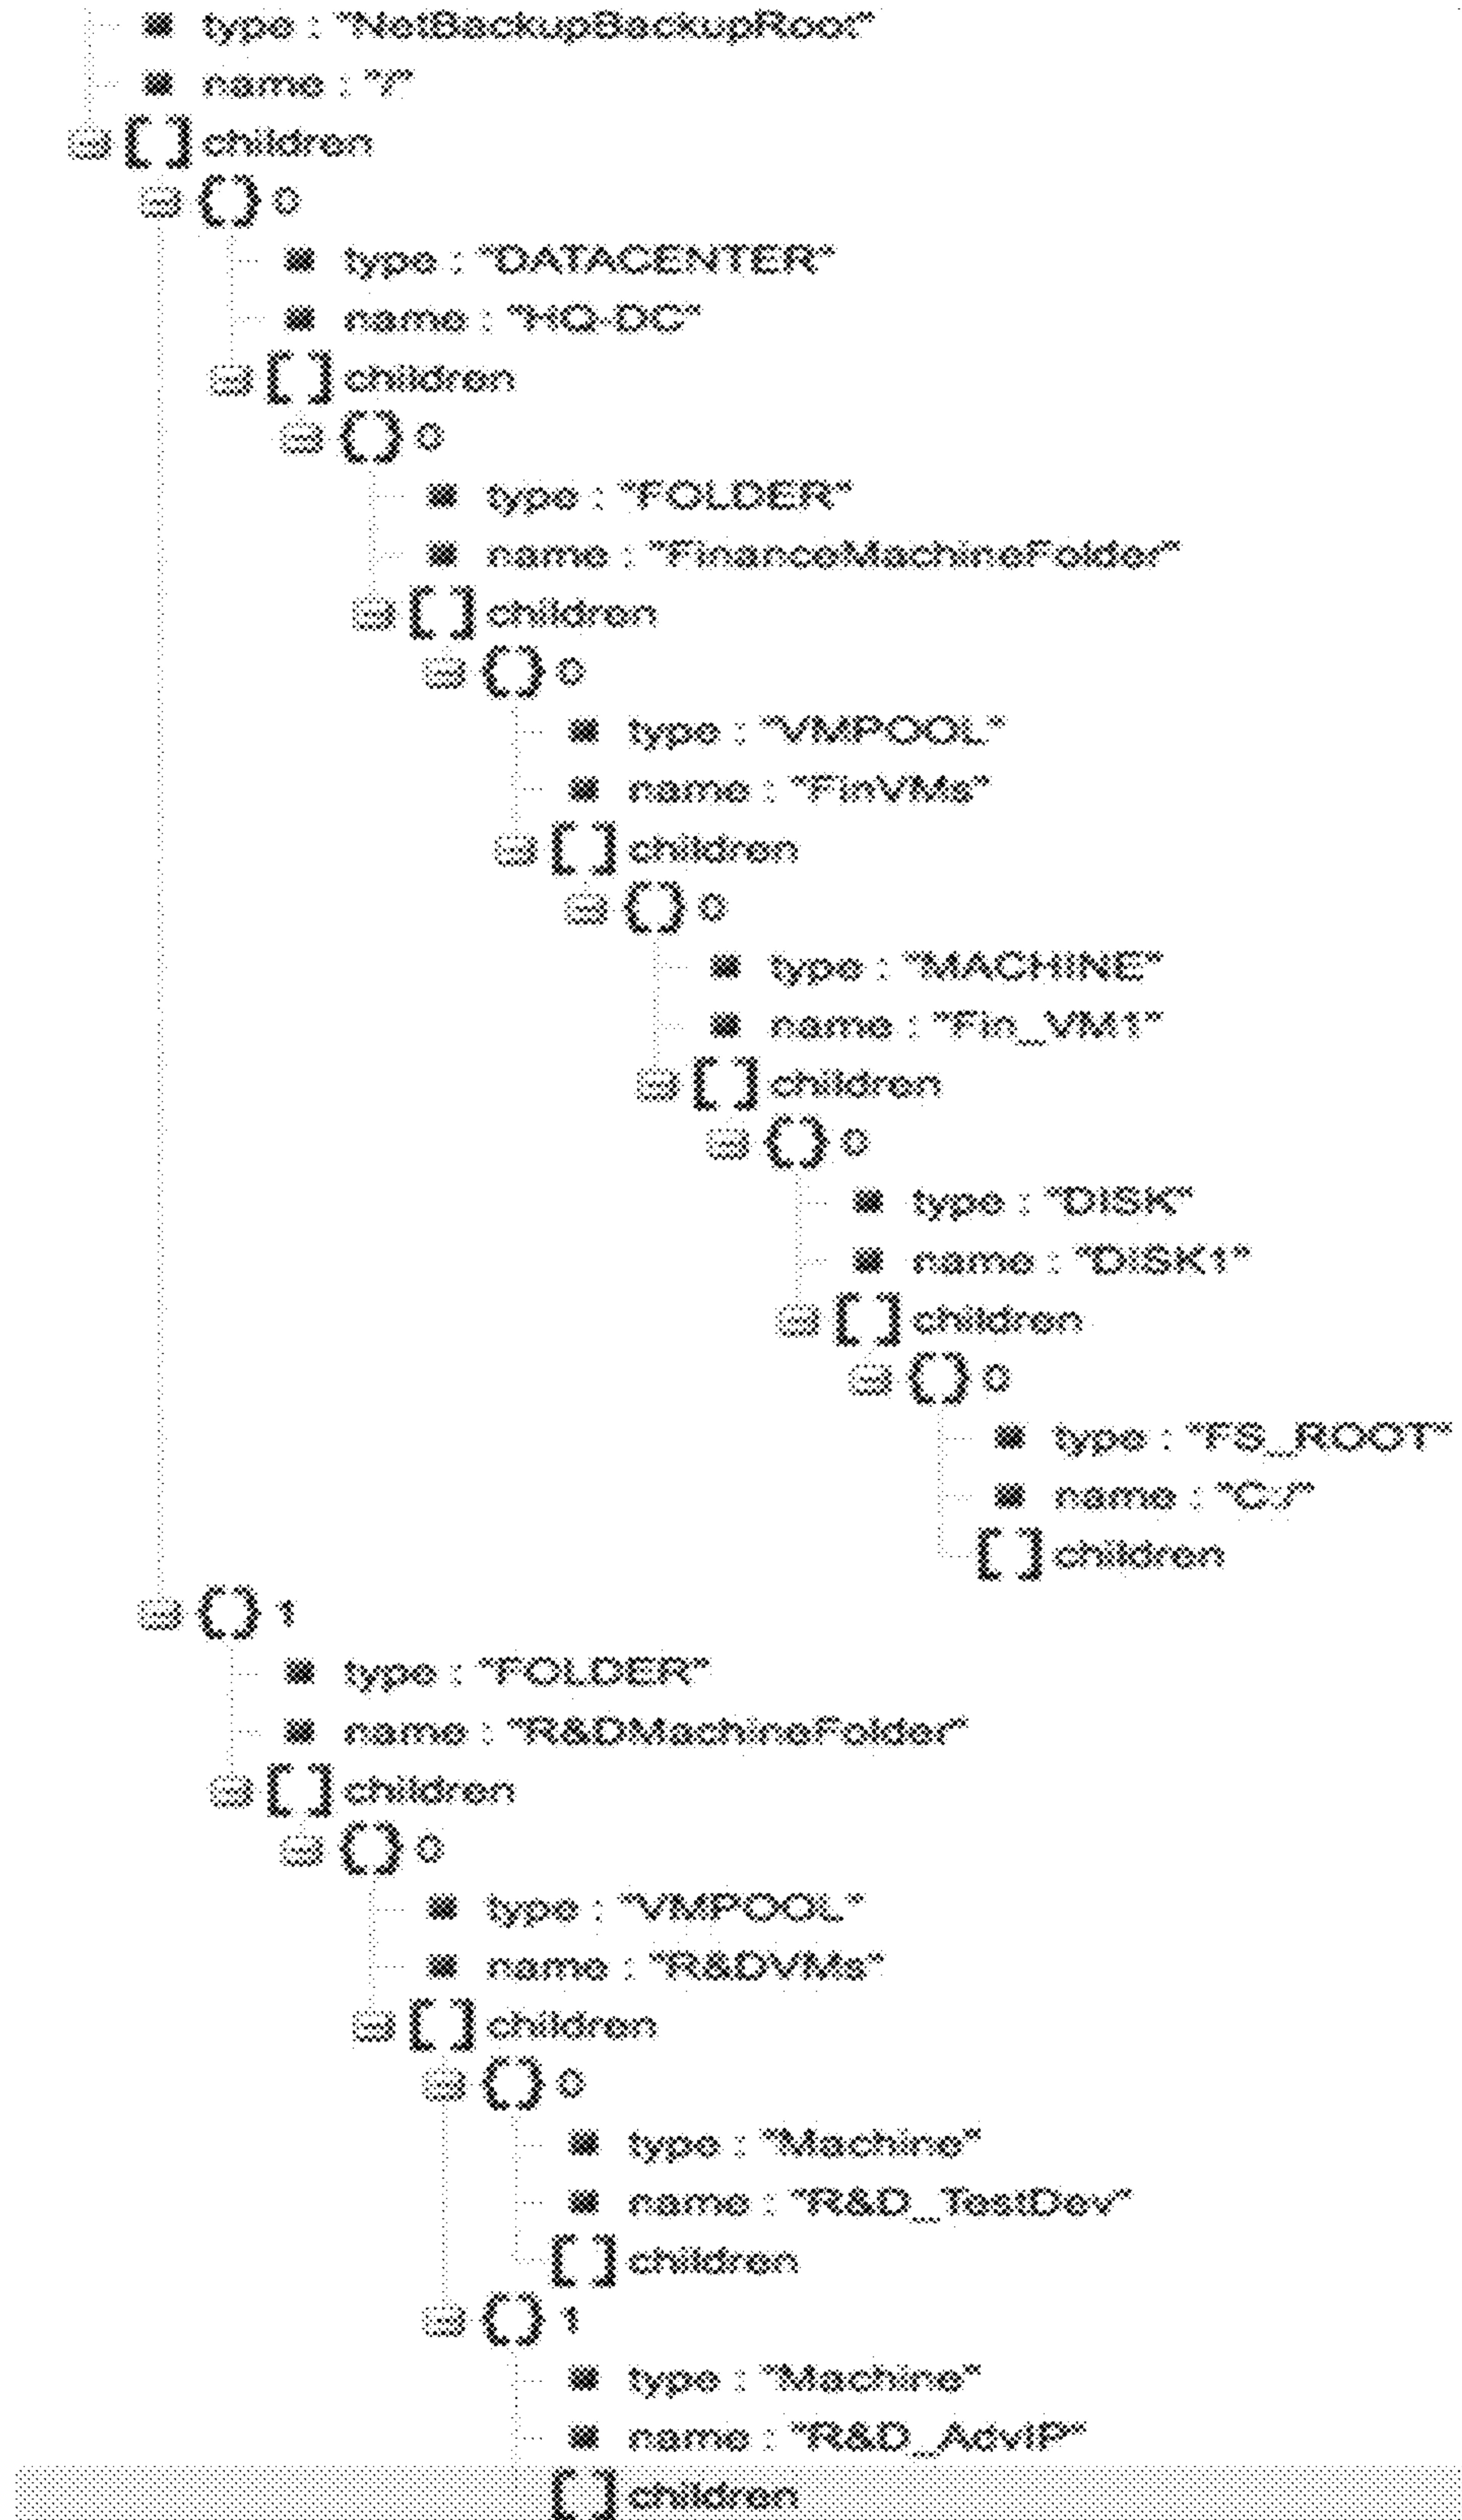 type : "NetBackupBackupRoot"
name : "/"
[ ] children
{} 0
type : "DATACENTER"
name : "HQ-DC"
[ ] children
{} 0
type : "FOLDER"
name : "FinanceMachineFolder"
[ ] children
{} 0
type : "VMPOOL"
name : "FinVMs"
[ ] children
{} 0
type : "MACHINE"
name : "Fin_VM1"
[ ] children
{} 0
type : "DISK"
name : "DISK1"
[ ] children
{} 0
type : "FS_ROOT"
name : "C:/"
[ ] children
{} 1
type : "FOLDER"
name : "R&DMachineFolder"
[ ] children
{} 0
type : "VMPOOL"
name : "R&DVMs"
[ ] children
{} 0
type : "Machine"
name : "R&D_TestDev"
[ ] children
{} 1
type : "Machine"
name : "R&D_AdvIP"
[ ] children